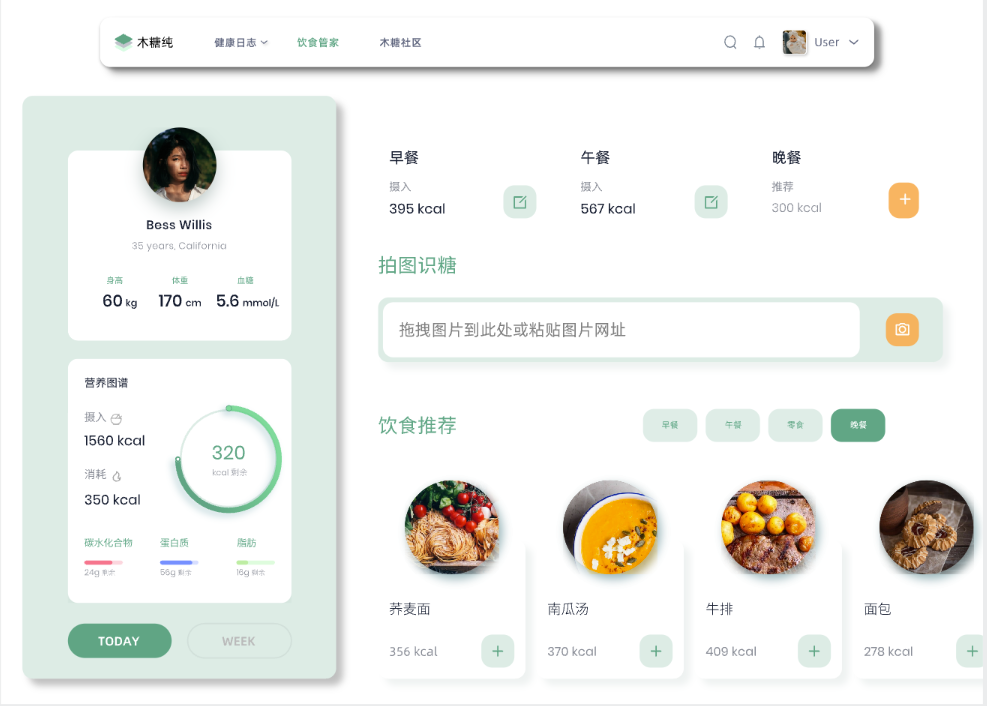 木糖纯 健康日志 饮食管家 木糖社区 User
Bess Willis
35 years, California
身高 体重 血糖
60 kg 170 cm 5.6 mmol/L
营养图谱
摄入
1560 kcal
消耗
350 kcal
320
kcal 剩余
碳水化合物 蛋白质 脂肪
24g 剩余 56g 剩余 16g 剩余
TODAY WEEK
早餐 午餐 晚餐
摄入 摄入 推荐
395 kcal 567 kcal 300 kcal
拍图识糖
拖拽图片到此处或粘贴图片网址
饮食推荐 早餐 午餐 零食 晚餐
荞麦面 南瓜汤 牛排 面包
356 kcal 370 kcal 409 kcal 278 kcal